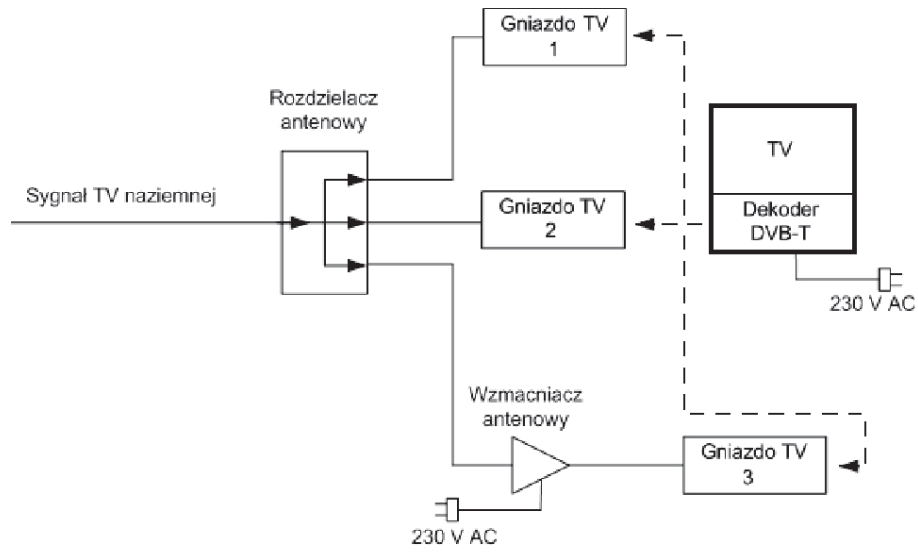 Gniazdo TV
1
Rozdzielacz
antenowy
TV
Sygnał TV naziemnej
Gniazdo TV
2
Dekoder
DVB-T
230 V AC
Wzmacniacz
antenowy
Gniazdo TV
3
230 V AC